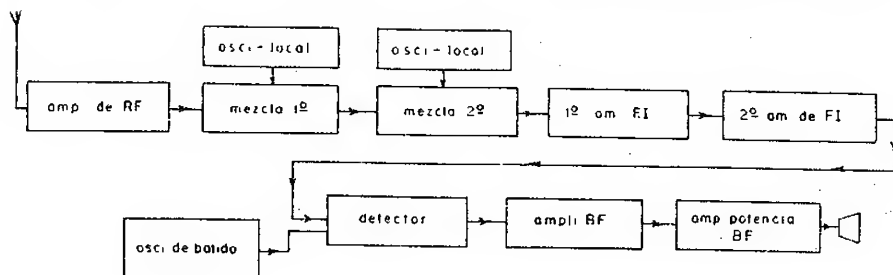 osci-local
osci-local
amp de RF
mezcla 1º
mezcla 2º
1º am F.I
2º am de FI
detector
ampli BF
amp potencia
BF
osci de batido